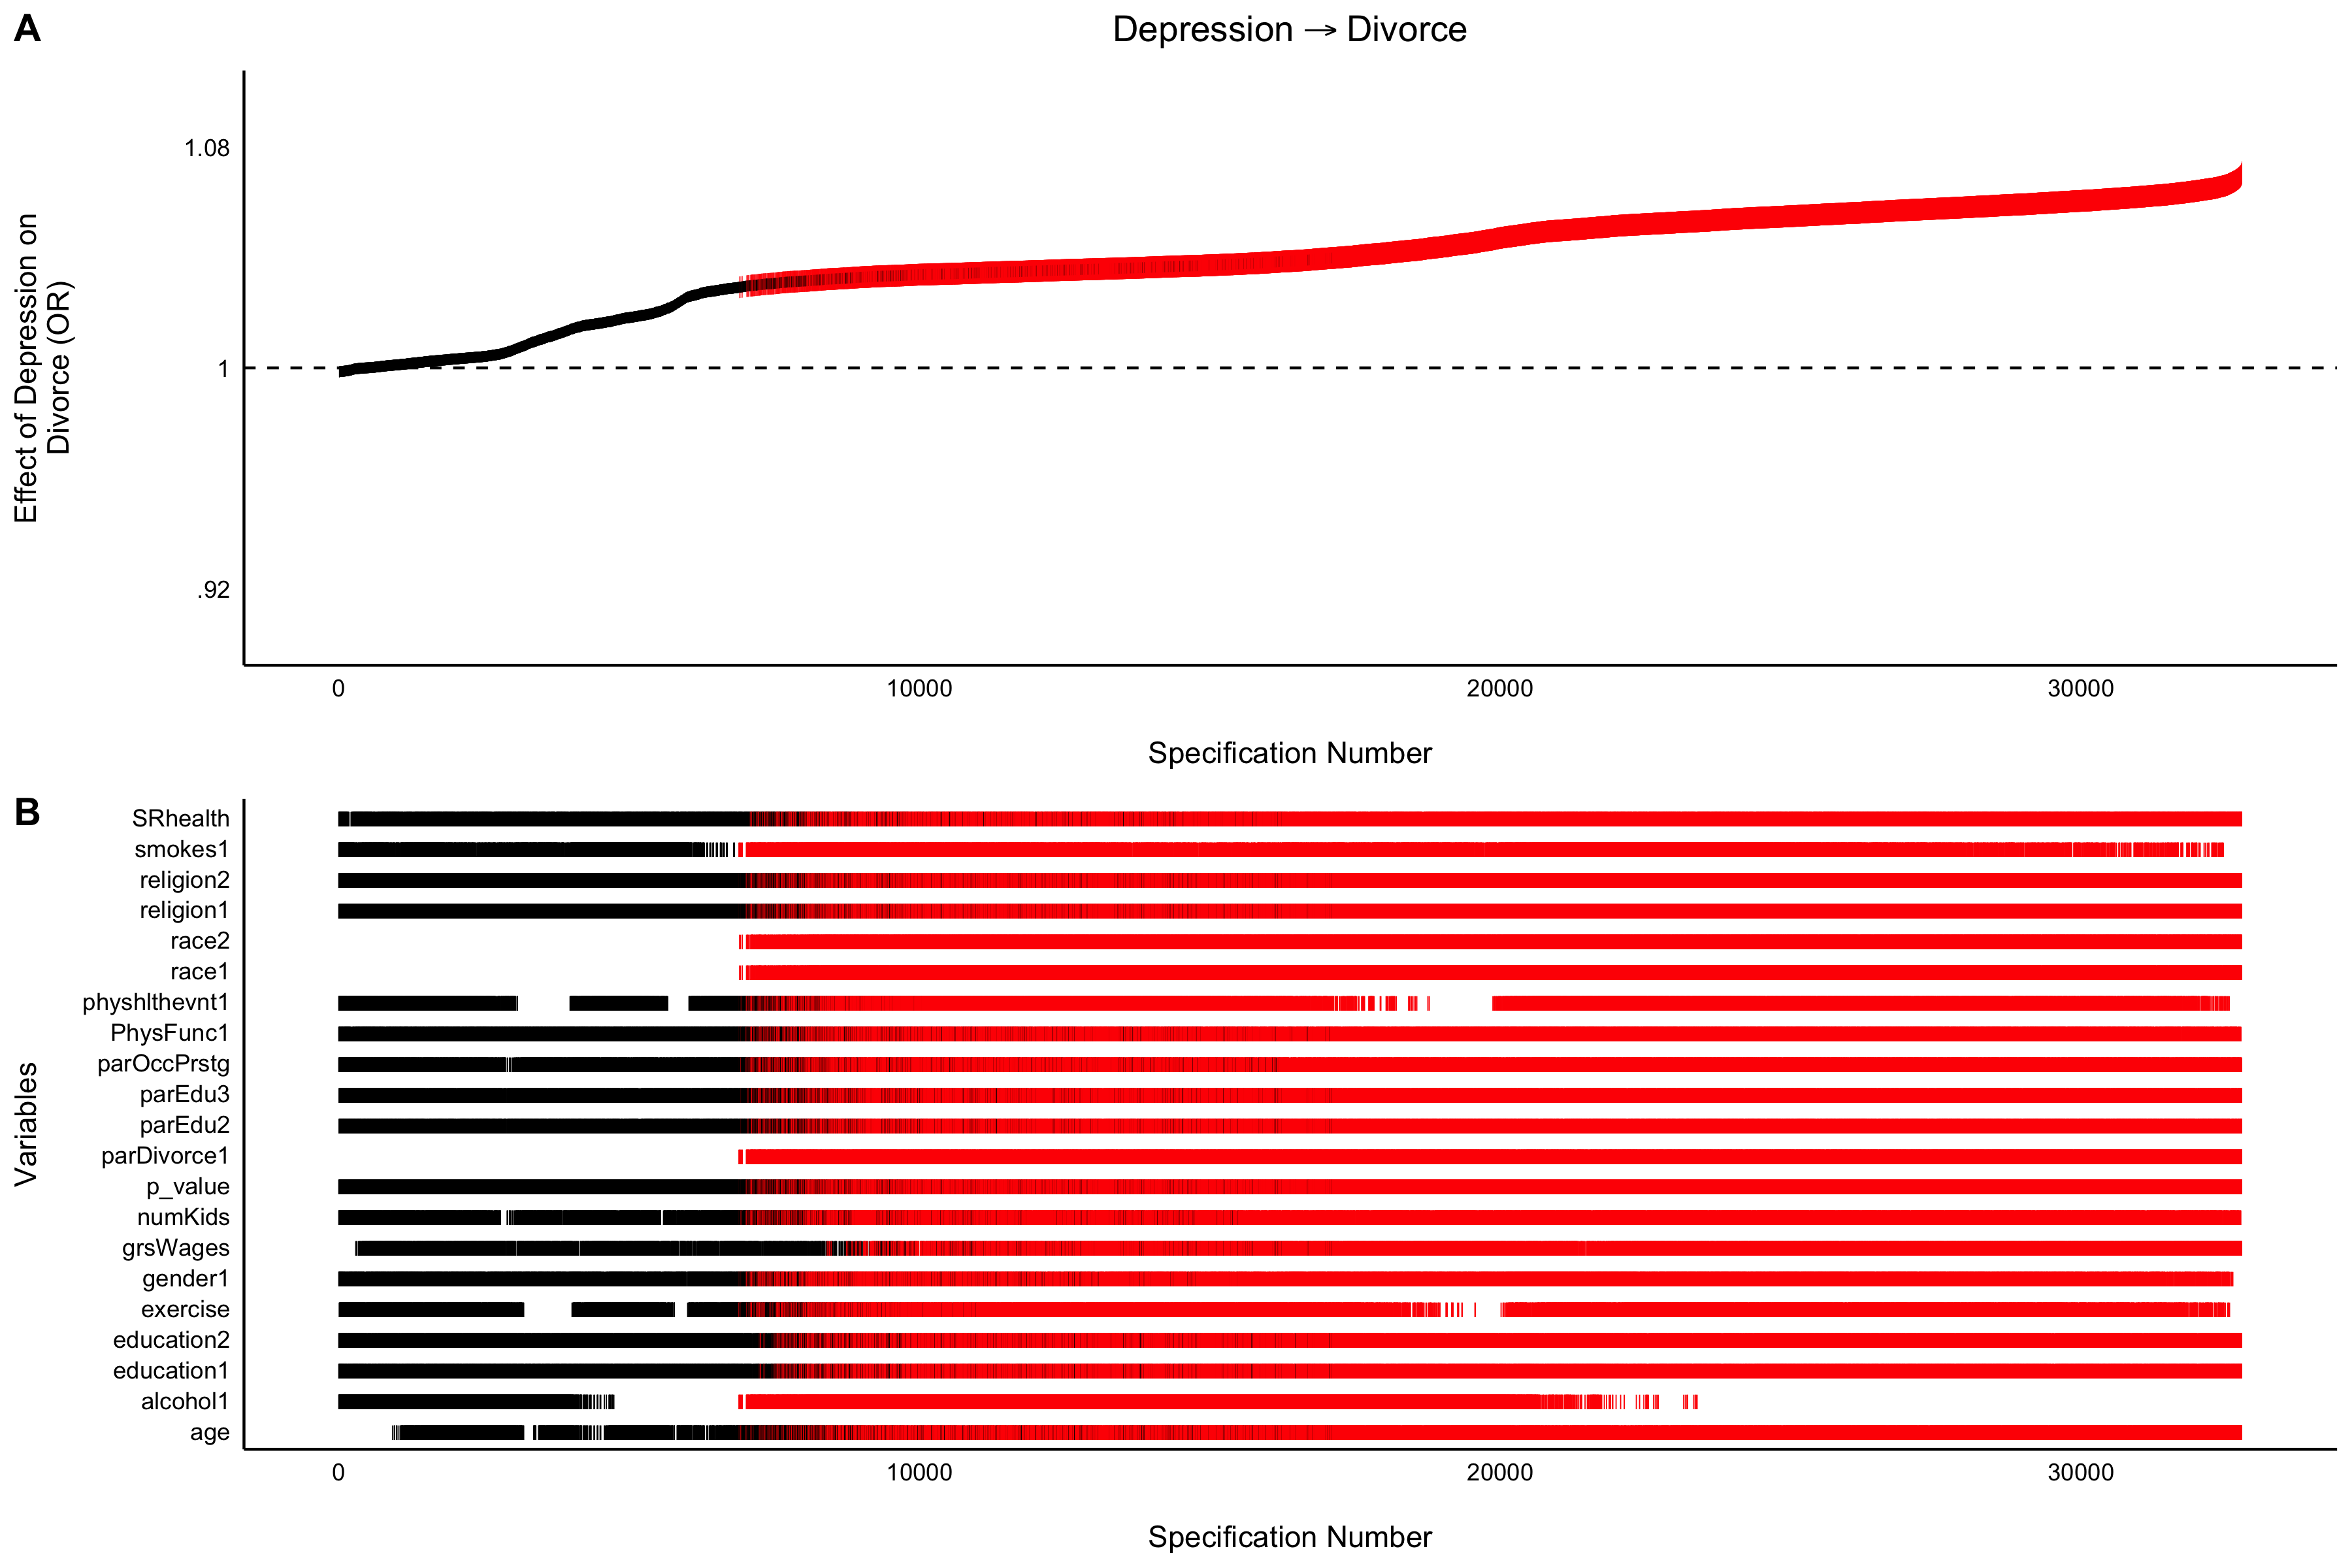 A
Depression → Divorce
Effect of Depression on
Divorce (OR)
1.08
1
.92
0 10000 20000 30000
Specification Number
B
Variables
SRhealth
smokes1
religion2
religion1
race2
race1
physhlthevnt1
PhysFunc1
parOccPrstg
parEdu3
parEdu2
parDivorce1
p_value
numKids
grsWages
gender1
exercise
education2
education1
alcohol1
age
0 10000 20000 30000
Specification Number